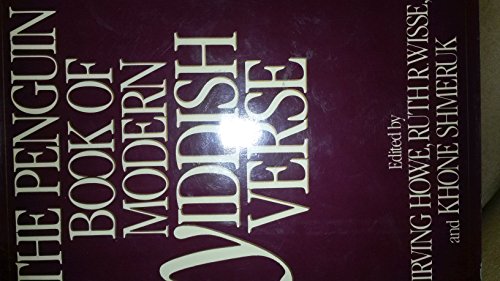 THE PENGUIN
BOOK OF
MODERN
YIDDISH
VERSE
Edited by
IRVING HOWE, RUTH R. WISSE,
and KHONE SHMERUK